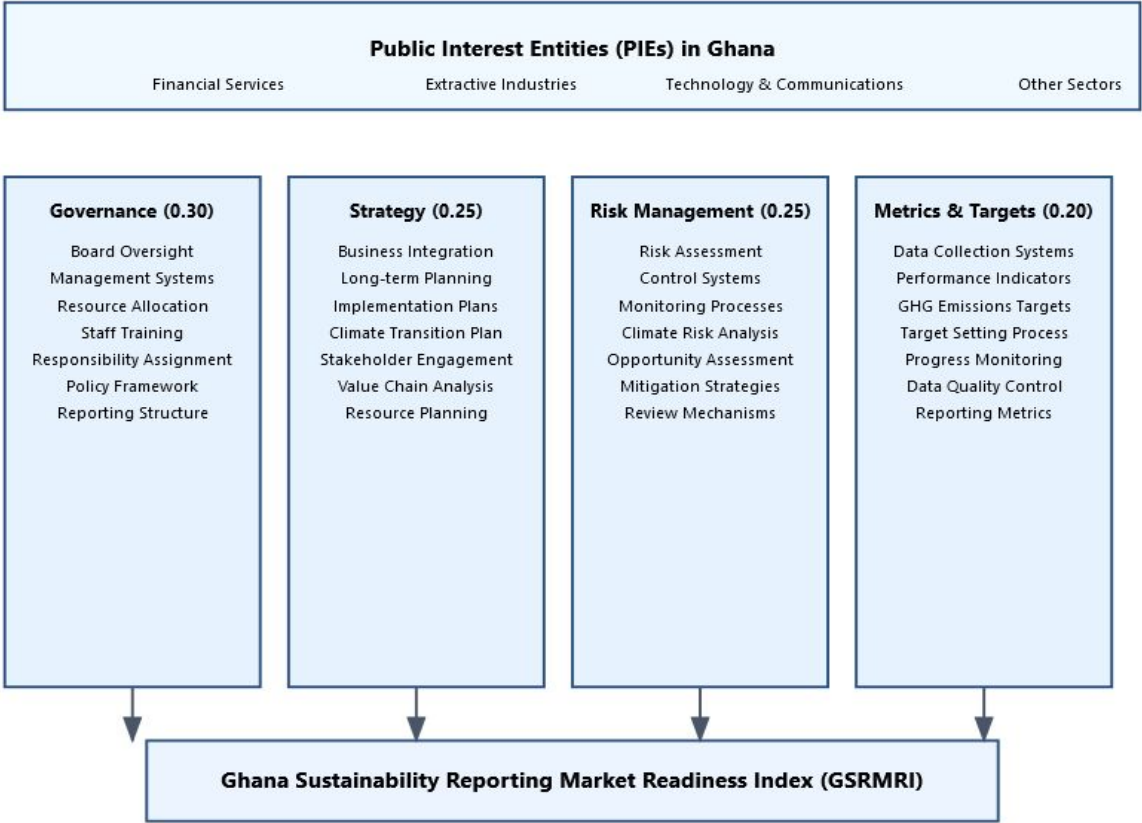 Public Interest Entities (PIEs) in Ghana
Financial Services Extractive Industries Technology & Communications Other Sectors
Governance (0.30)
Board Oversight
Management Systems
Resource Allocation
Staff Training
Responsibility Assignment
Policy Framework
Reporting Structure
Strategy (0.25)
Business Integration
Long-term Planning
Implementation Plans
Climate Transition Plan
Stakeholder Engagement
Value Chain Analysis
Resource Planning
Risk Management (0.25)
Risk Assessment
Control Systems
Monitoring Processes
Climate Risk Analysis
Opportunity Assessment
Mitigation Strategies
Review Mechanisms
Metrics & Targets (0.20)
Data Collection Systems
Performance Indicators
GHG Emissions Targets
Target Setting Process
Progress Monitoring
Data Quality Control
Reporting Metrics
Ghana Sustainability Reporting Market Readiness Index (GSRMRI)